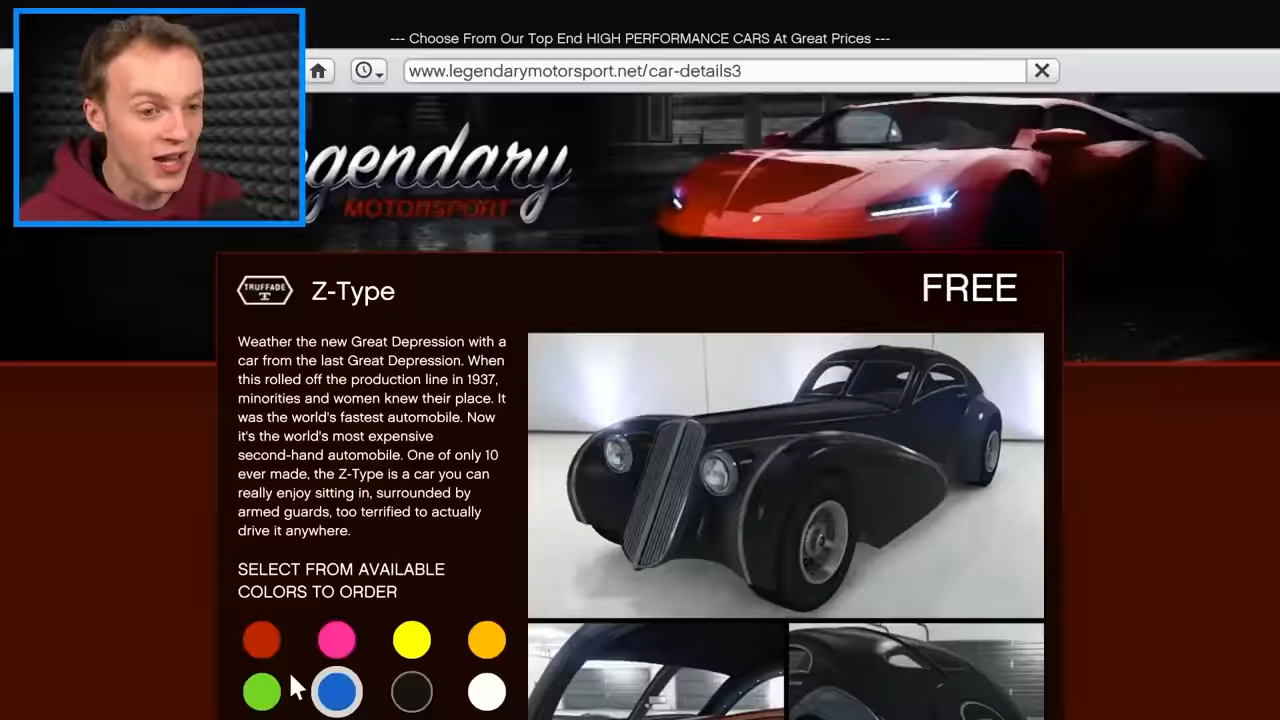 --- Choose From Our Top End HIGH PERFORMANCE CARS At Great Prices ---
www.legendarymotorsport.net/car-details3
gendary
MOTORSPORT
TRUFFADE
T
Z-Type
FREE
Weather the new Great Depression with a
car from the last Great Depression. When
this rolled off the production line in 1937,
minorities and women knew their place. It
was the world's fastest automobile. Now
it's the world's most expensive
second-hand automobile. One of only 10
ever made, the Z-Type is a car you can
really enjoy sitting in, surrounded by
armed guards, too terrified to actually
drive it anywhere.
SELECT FROM AVAILABLE
COLORS TO ORDER